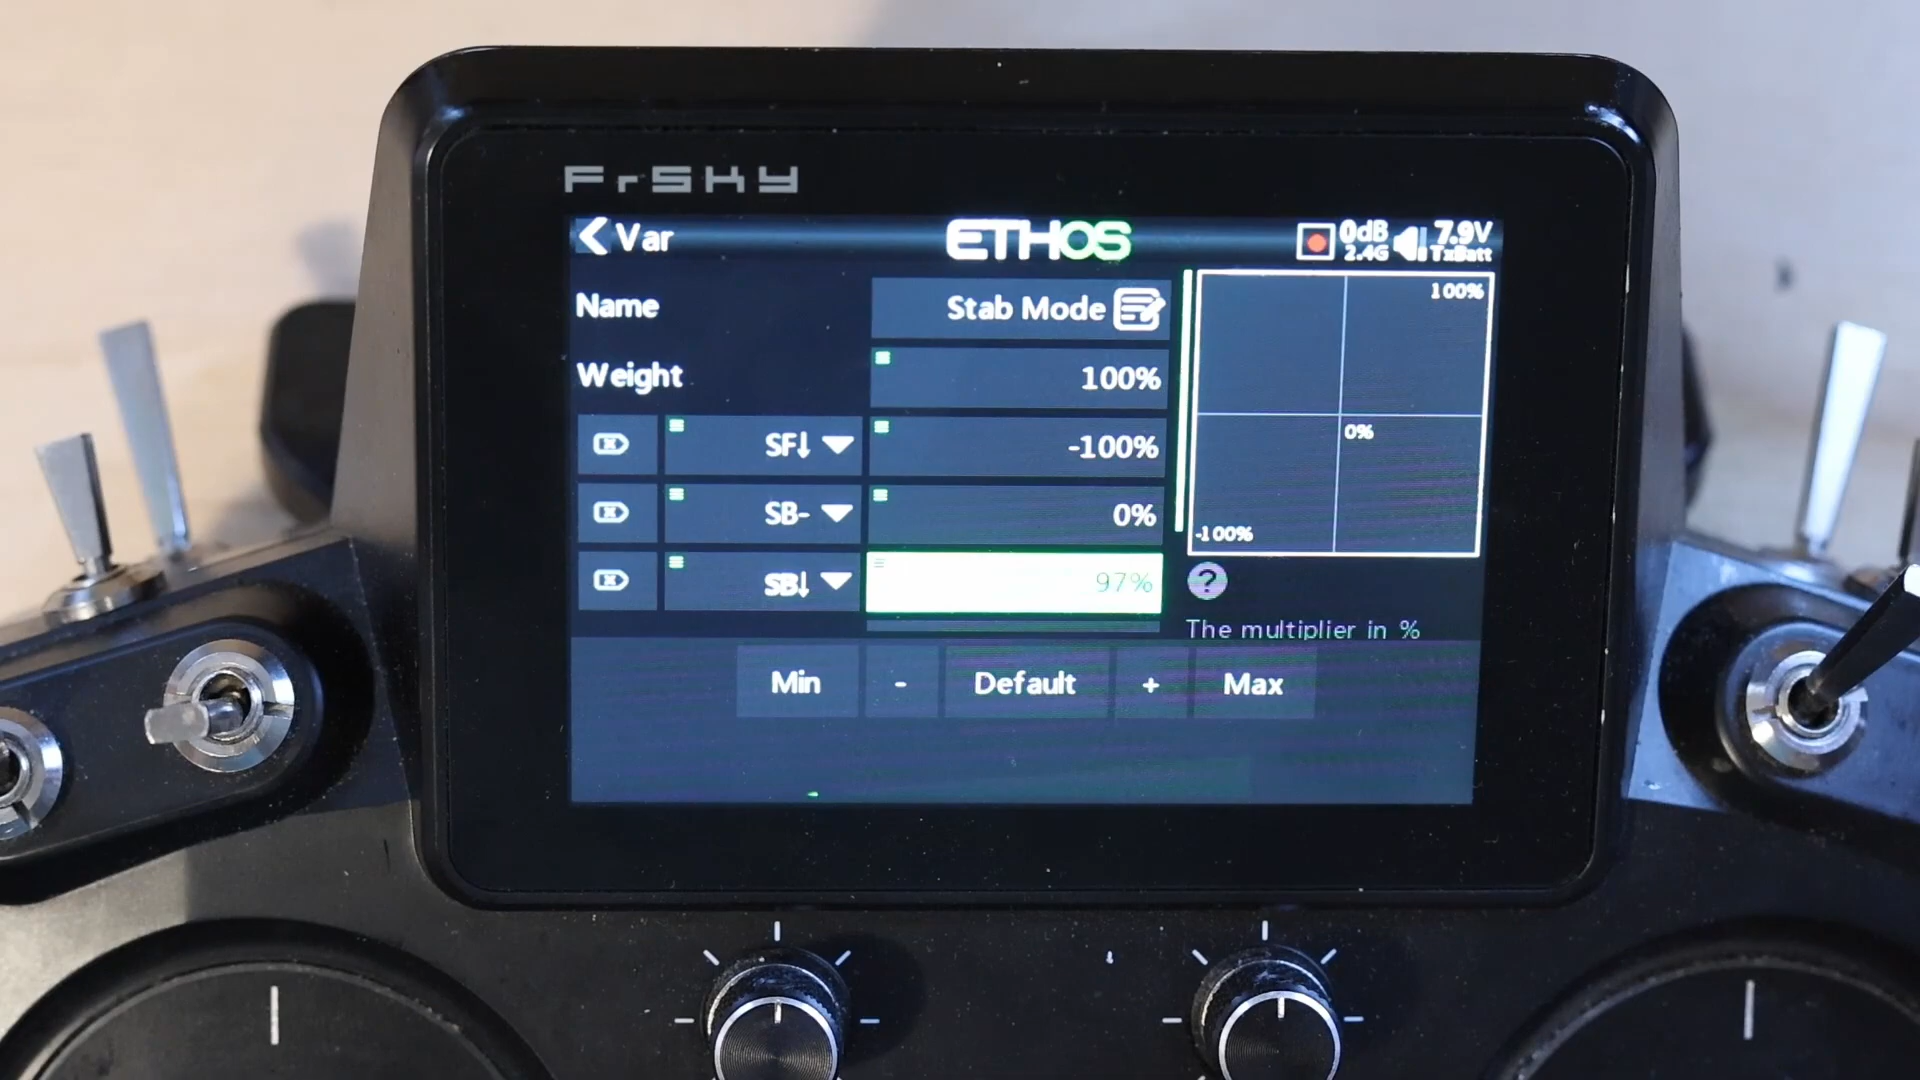 FrSKY
Var
ETHOS
0dB
2.4G
7.9V
TxBatt
Name
Stab Mode
Weight
100%
SF↓
-100%
SB-
0%
SB↓
97%
100%
0%
-100%
?
The multiplier in %
Min
-
Default
+
Max